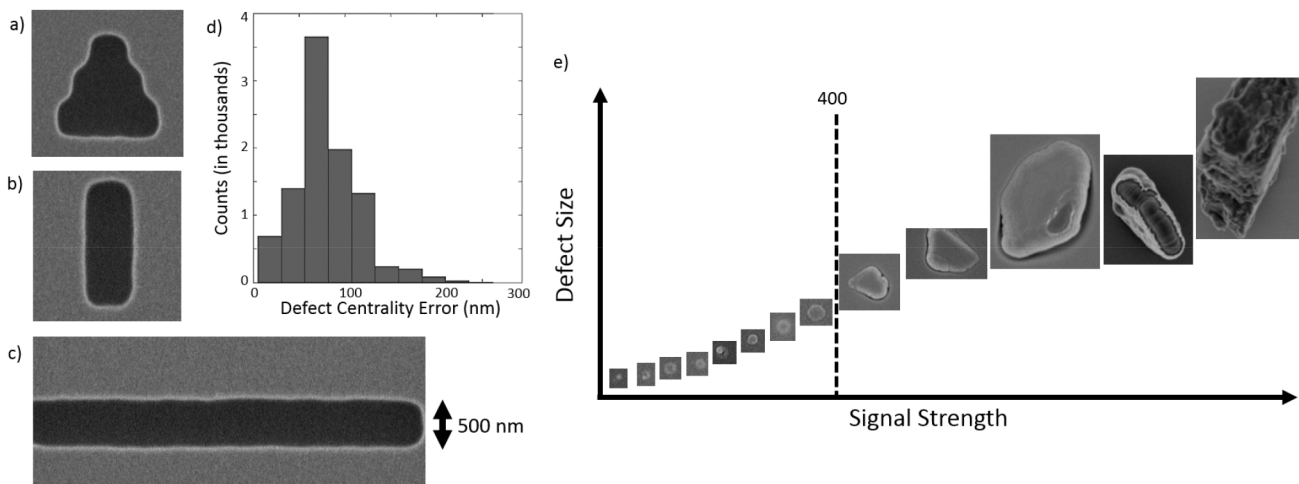 a)
b)
c)
500 nm
d)
4
3
2
1
0
Counts (in thousands)
0
100
200
300
Defect Centrality Error (nm)
e)
400
Defect Size
Signal Strength